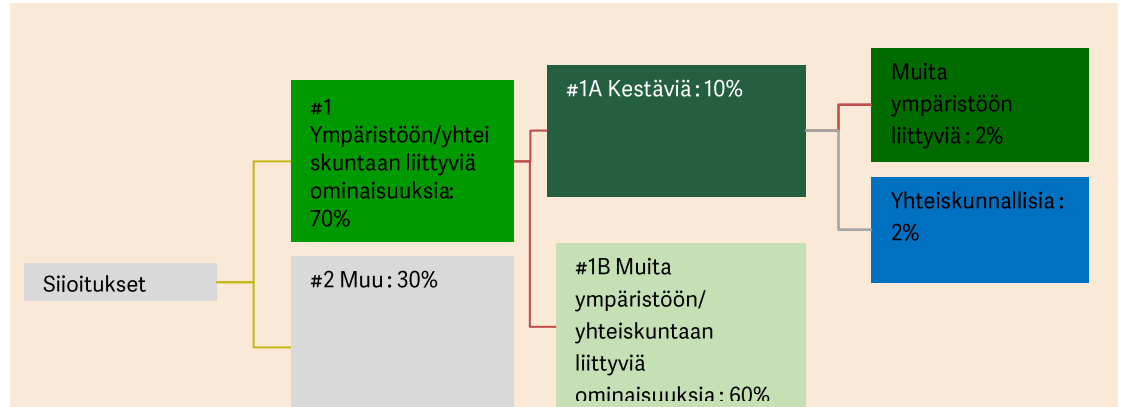 Siioitukset
#1
Ympäristöön/yhtei
skuntaan liittyviä
ominaisuuksia:
70%
#2 Muu: 30%
#1A Kestäviä: 10%
#1B Muita
ympäristöön/
yhteiskuntaan
liittyviä
ominaisuuksia: 60%
Muita
ympäristöön
liittyviä: 2%
Yhteiskunnallisia:
2%